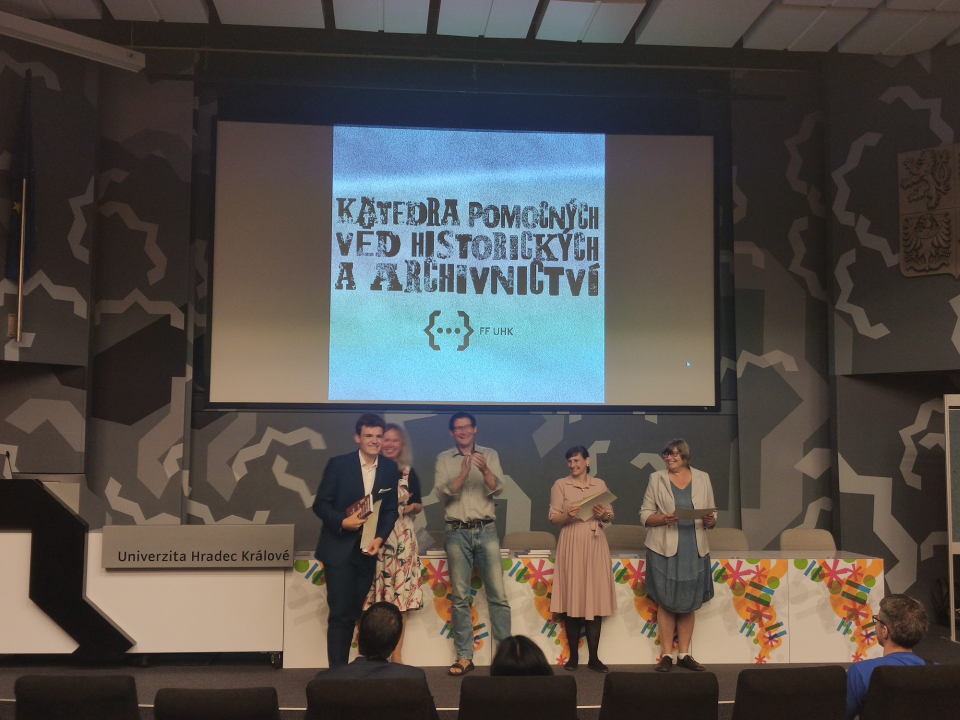 KATEDRA POMOCNÝCH
VĚD HISTORICKÝCH
A ARCHIVNICTVÍ
{•••} FF UHK
Univerzita Hradec Králové